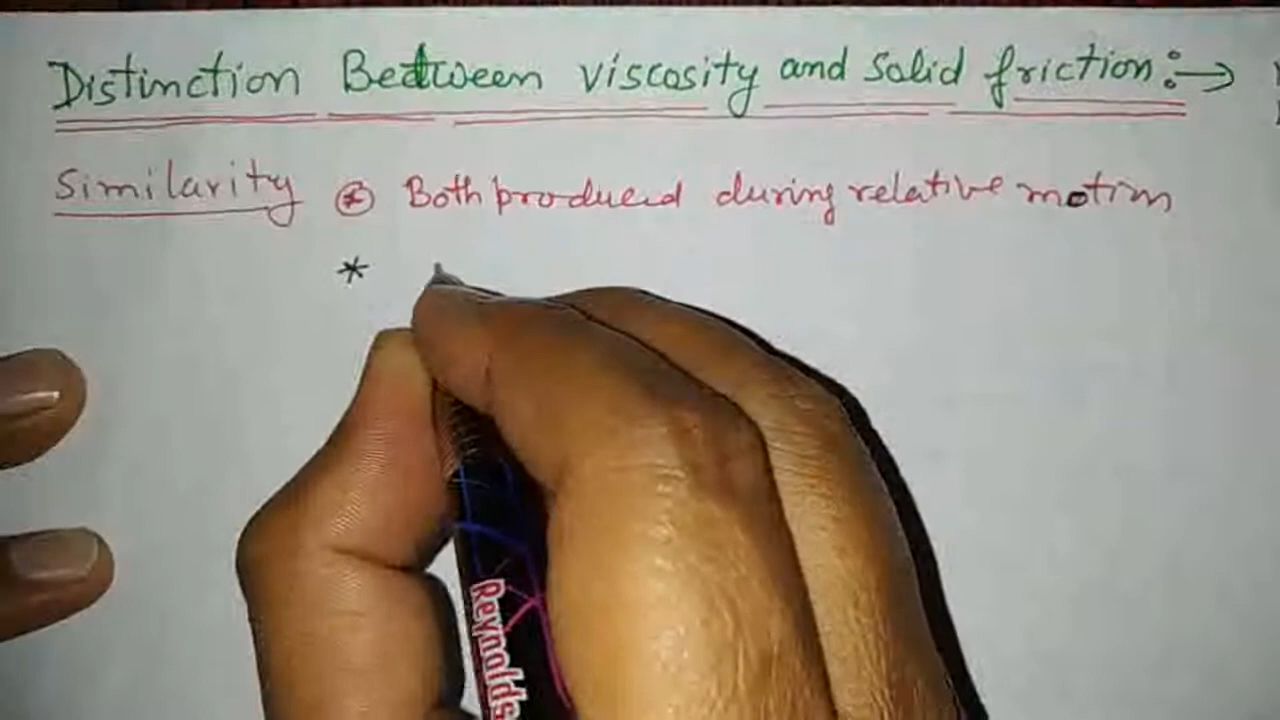 Distinction Between viscosity and Solid friction :→
Similarity ⊛ Both produced during relative motion
*
Reynolds